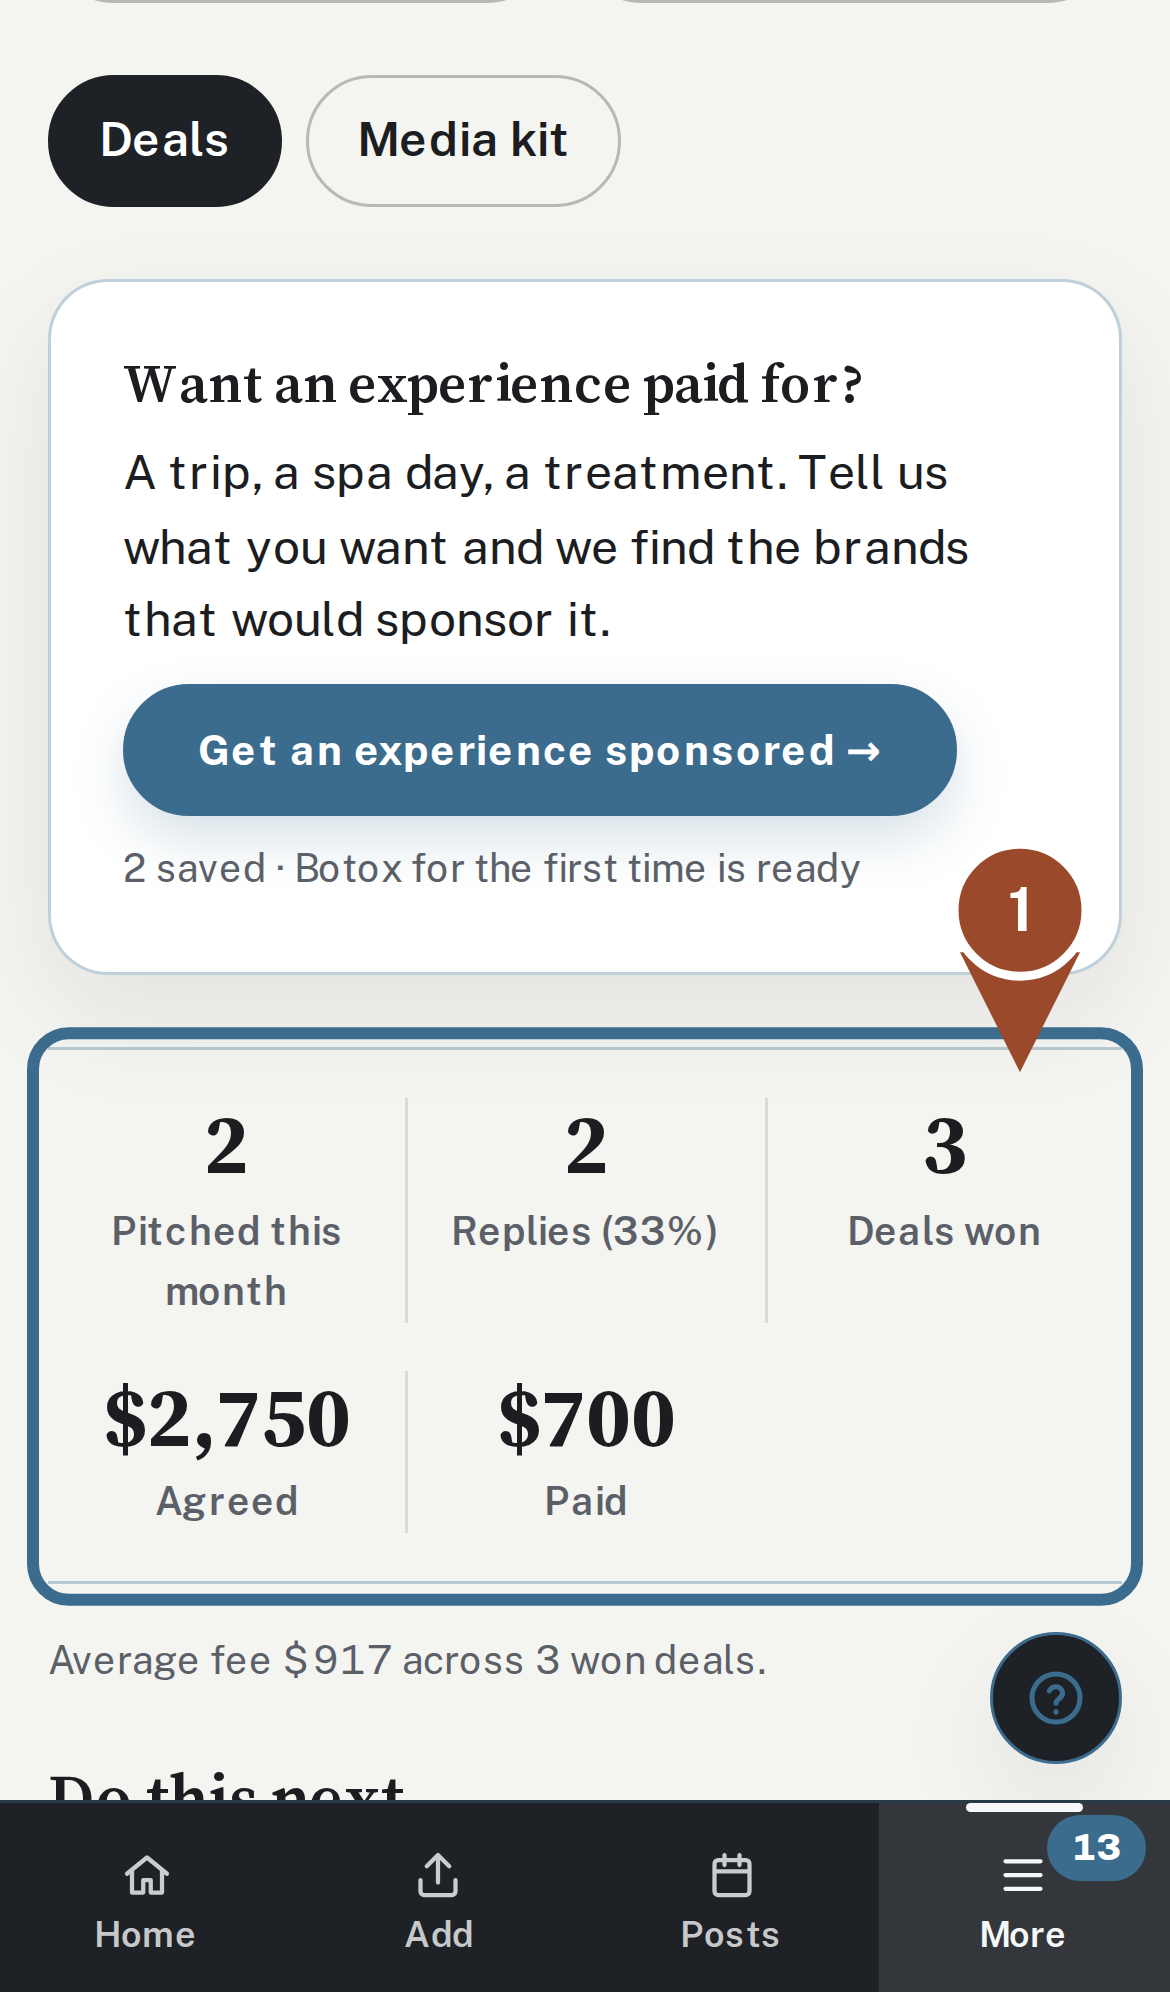 Deals
Media kit
Want an experience paid for?
A trip, a spa day, a treatment. Tell us
what you want and we find the brands
that would sponsor it.
Get an experience sponsored →
2 saved · Botox for the first time is ready
1
2
Pitched this
month
2
Replies (33%)
3
Deals won
$2,750
Agreed
$700
Paid
Average fee $917 across 3 won deals.
Do this next
13
Home
Add
Posts
More